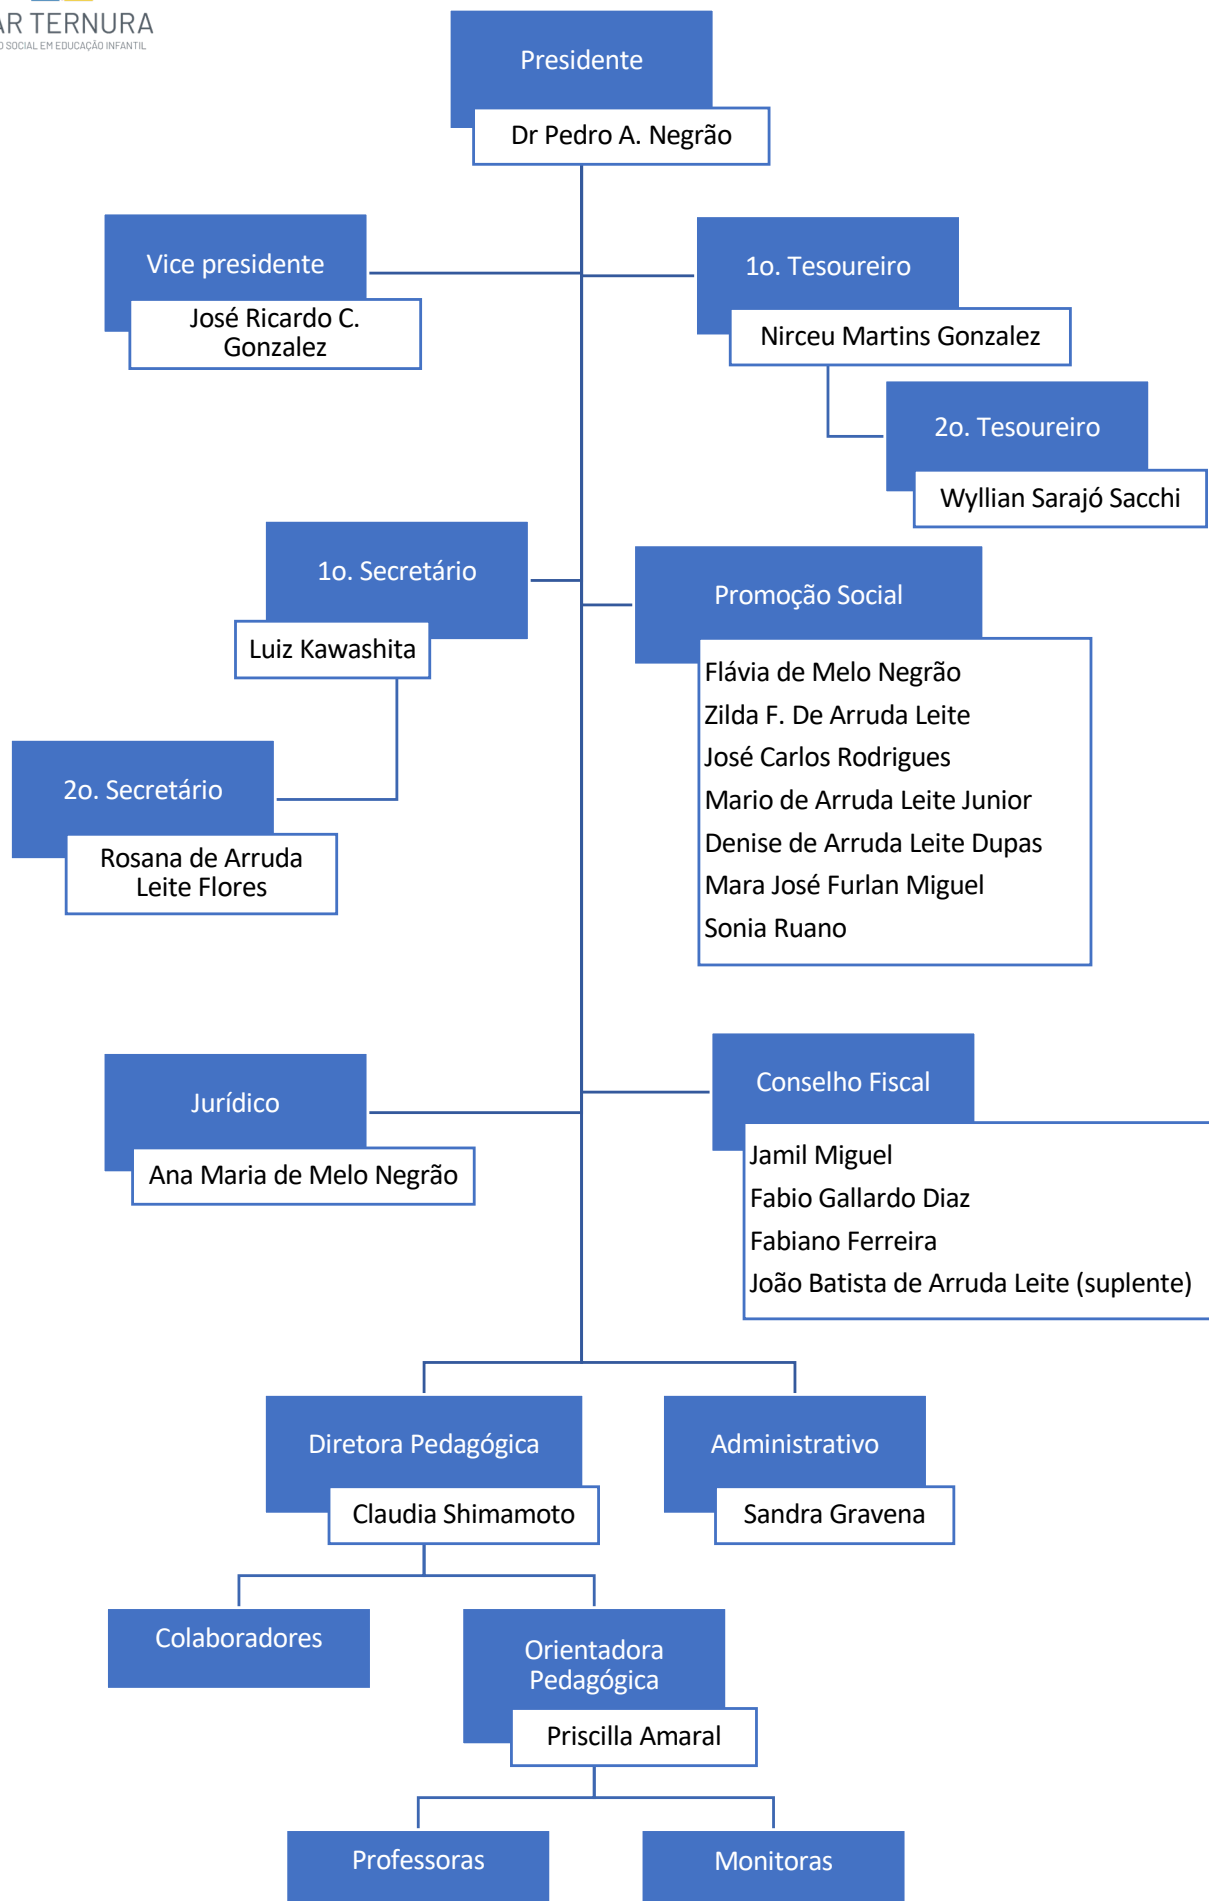 AR TERNURA
O SOCIAL EM EDUCAÇÃO INFANTIL
Presidente
Dr Pedro A. Negrão
Vice presidente
José Ricardo C.
Gonzalez
1o. Tesoureiro
Nirceu Martins Gonzalez
2o. Tesoureiro
Wyllian Sarajó Sacchi
1o. Secretário
Luiz Kawashita
Promoção Social
Flávia de Melo Negrão
Zilda F. De Arruda Leite
José Carlos Rodrigues
Mario de Arruda Leite Junior
Denise de Arruda Leite Dupas
Mara José Furlan Miguel
Sonia Ruano
2o. Secretário
Rosana de Arruda
Leite Flores
Jurídico
Ana Maria de Melo Negrão
Conselho Fiscal
Jamil Miguel
Fabio Gallardo Diaz
Fabiano Ferreira
João Batista de Arruda Leite (suplente)
Diretora Pedagógica
Claudia Shimamoto
Administrativo
Sandra Gravena
Colaboradores
Orientadora
Pedagógica
Priscilla Amaral
Professoras
Monitoras